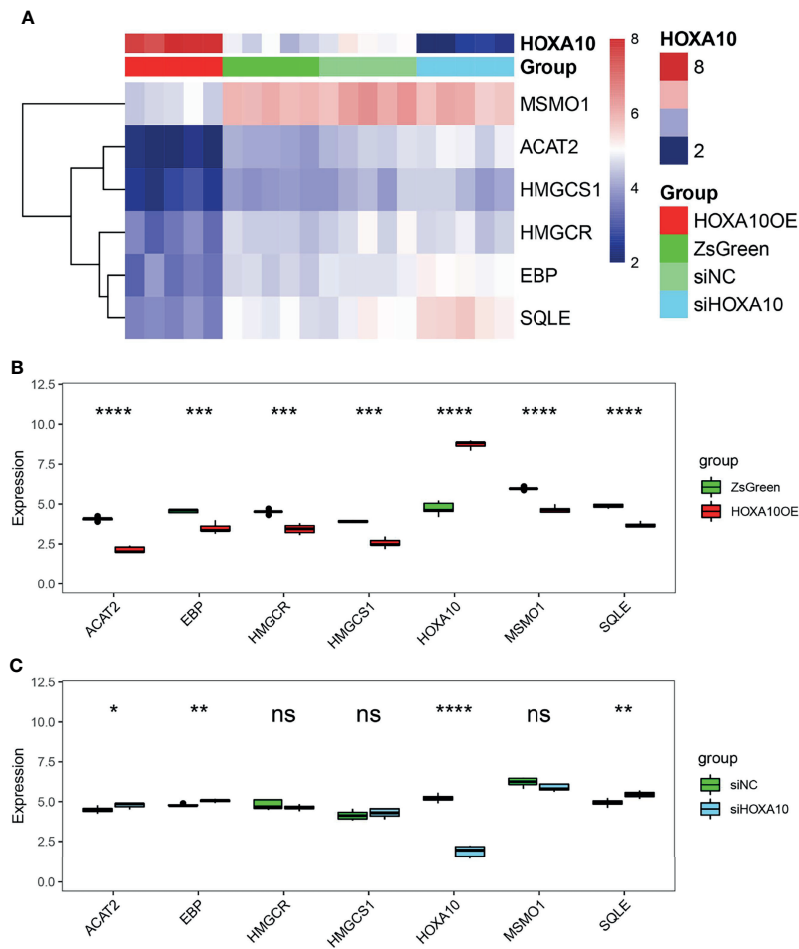 A
HOXA10
Group
MSMO1
ACAT2
HMGCS1
HMGCR
EBP
SQLE
8
6
4
2
HOXA10
8
2
Group
HOXA10OE
ZsGreen
siNC
siHOXA10
B
12.5
10.0
7.5
5.0
2.5
0.0
Expression
**** *** *** *** **** **** ****
ACAT2 EBP HMGCR HMGCS1 HOXA10 MSMO1 SQLE
group
ZsGreen
HOXA10OE
C
12.5
10.0
7.5
5.0
2.5
0.0
Expression
* ** ns ns **** ns **
ACAT2 EBP HMGCR HMGCS1 HOXA10 MSMO1 SQLE
group
siNC
siHOXA10